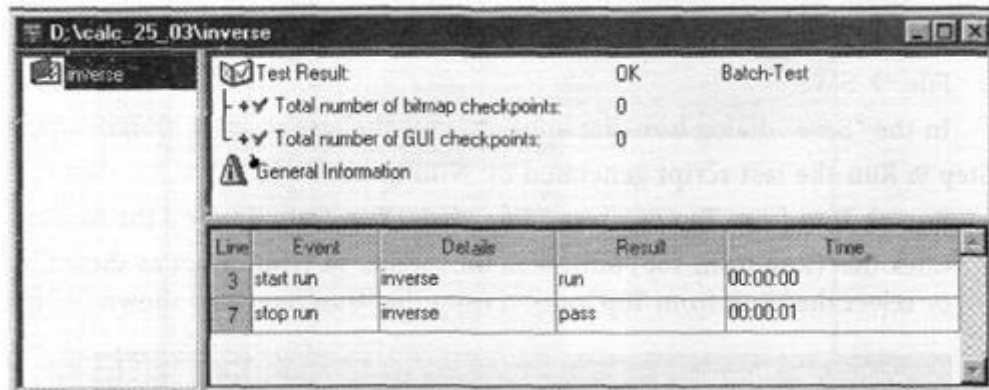 D:\calc_25_03\inverse
inverse
Test Result: OK Batch-Test
Total number of bitmap checkpoints: 0
Total number of GUI checkpoints: 0
General Information
Line Event Details Result Time
3 start run inverse run 00:00:00
7 stop run inverse pass 00:00:01